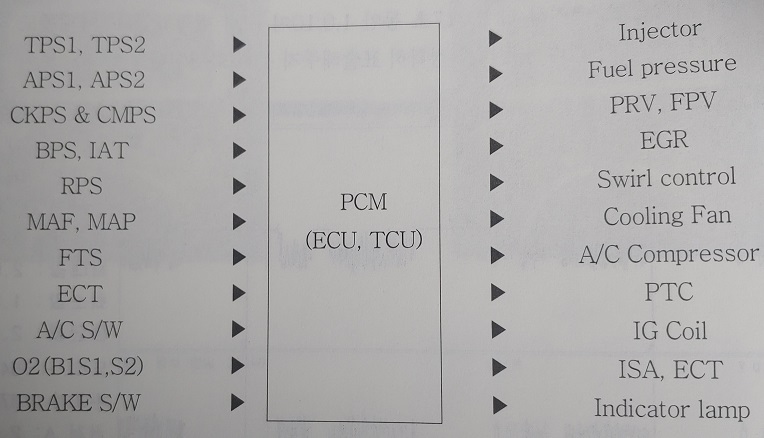 TPS1, TPS2
APS1, APS2
CKPS & CMPS
BPS, IAT
RPS
MAF, MAP
FTS
ECT
A/C S/W
O2(B1S1,S2)
BRAKE S/W
PCM
(ECU, TCU)
Injector
Fuel pressure
PRV, FPV
EGR
Swirl control
Cooling Fan
A/C Compressor
PTC
IG Coil
ISA, ECT
Indicator lamp